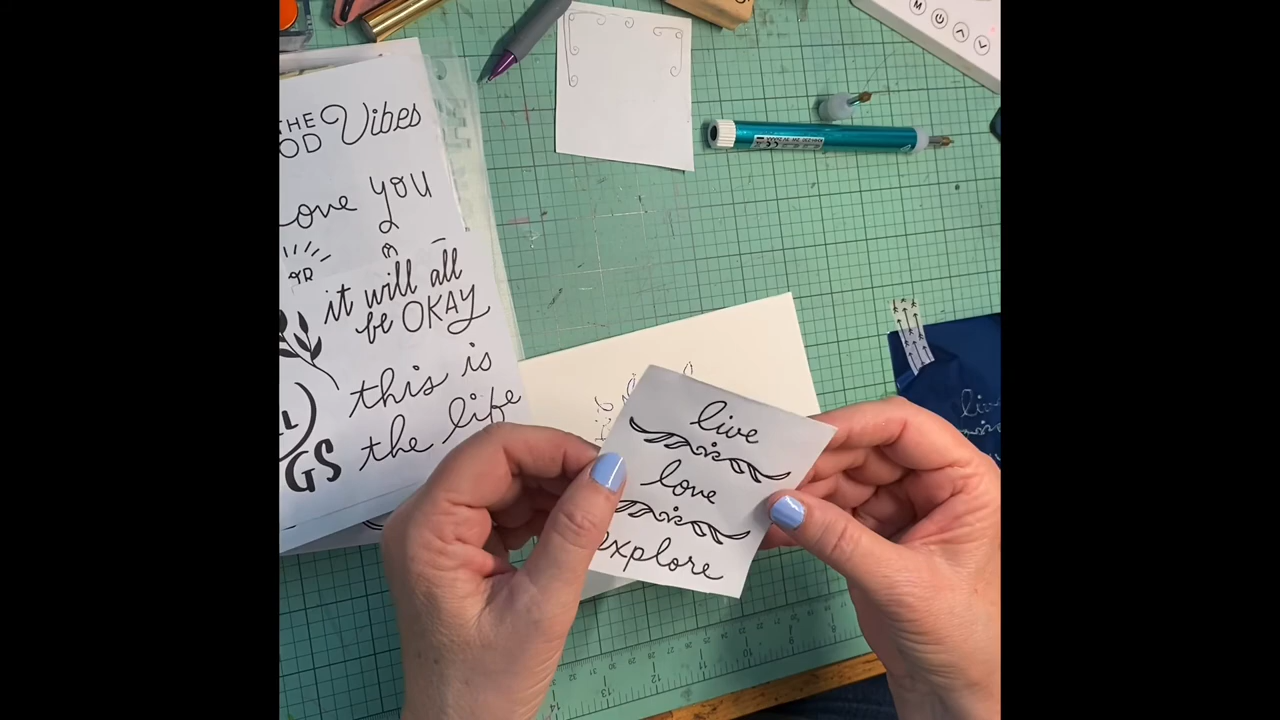 THE Vibes
OD
ove you
it will all
be OKAY
this is
the life
GS
live
love
explore
M